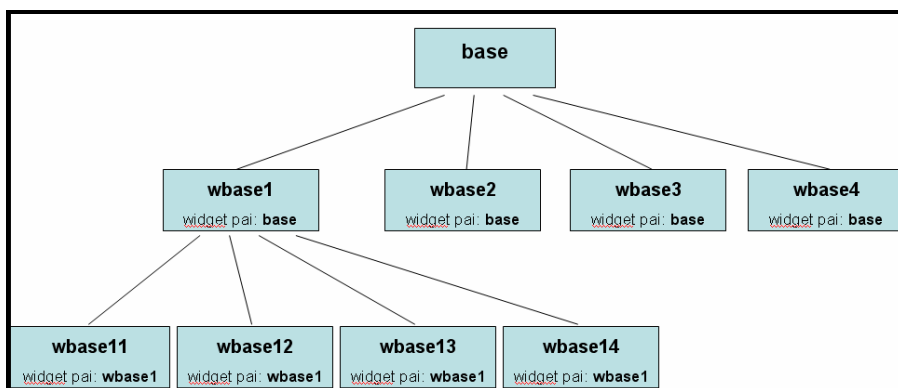 base
wbase1
widget pai: base
wbase2
widget pai: base
wbase3
widget pai: base
wbase4
widget pai: base
wbase11
widget pai: wbase1
wbase12
widget pai: wbase1
wbase13
widget pai: wbase1
wbase14
widget pai: wbase1